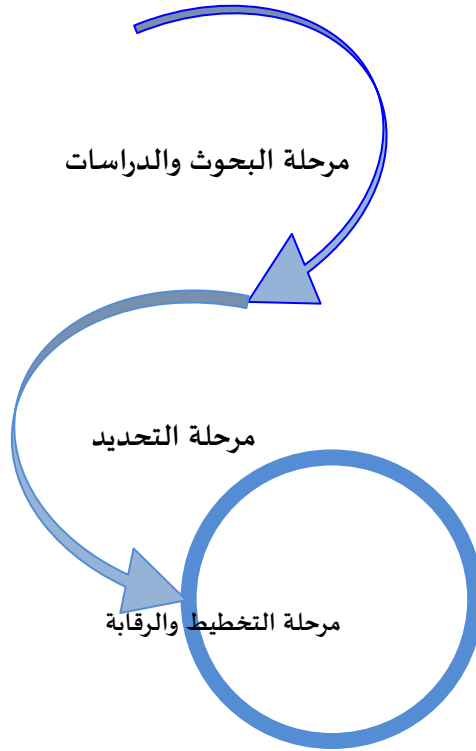 مرحلة البحوث والدراسات
مرحلة التحديد
مرحلة التخطيط والرقابة